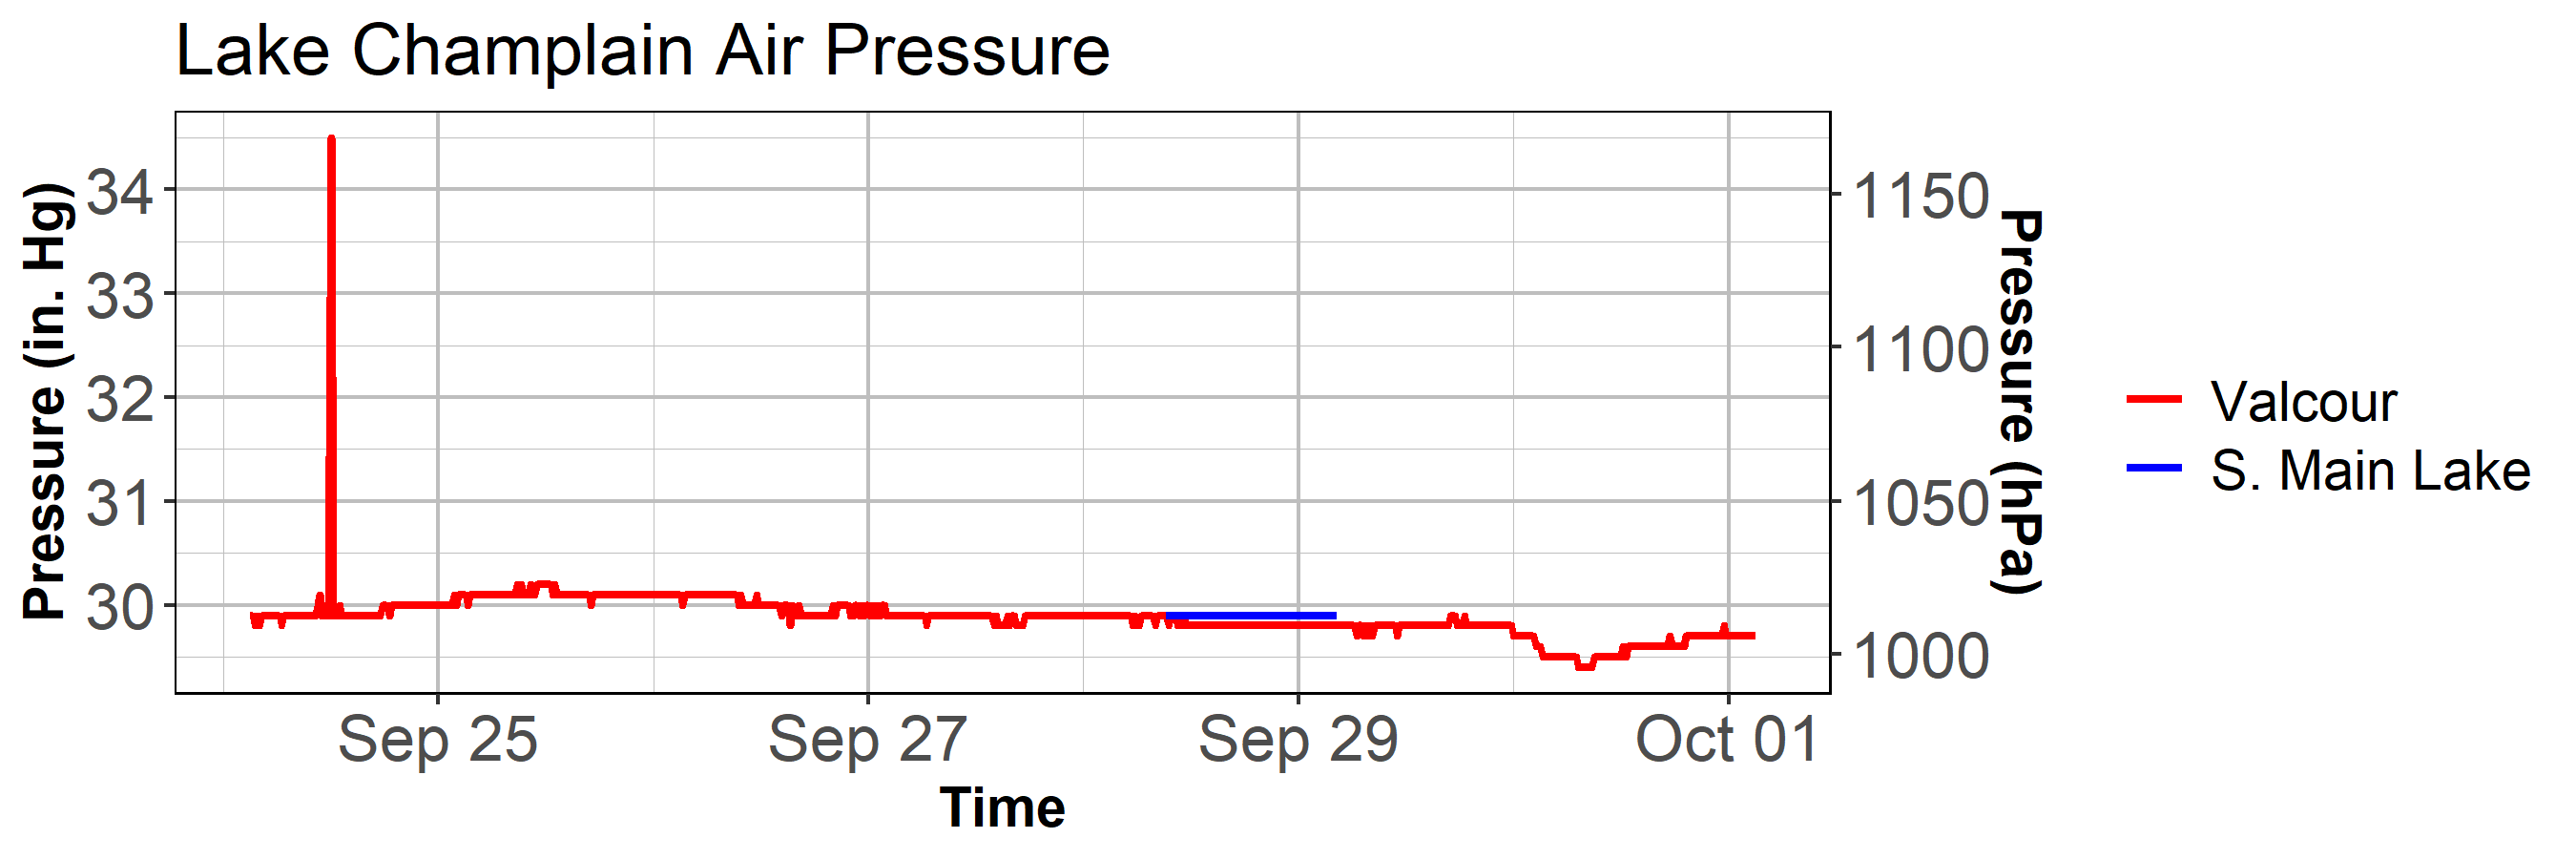 Lake Champlain Air Pressure
Pressure (in. Hg)
34
33
32
31
30
1150
1100
1050
1000
Pressure (hPa)
Valcour
S. Main Lake
Sep 25
Sep 27
Sep 29
Oct 01
Time